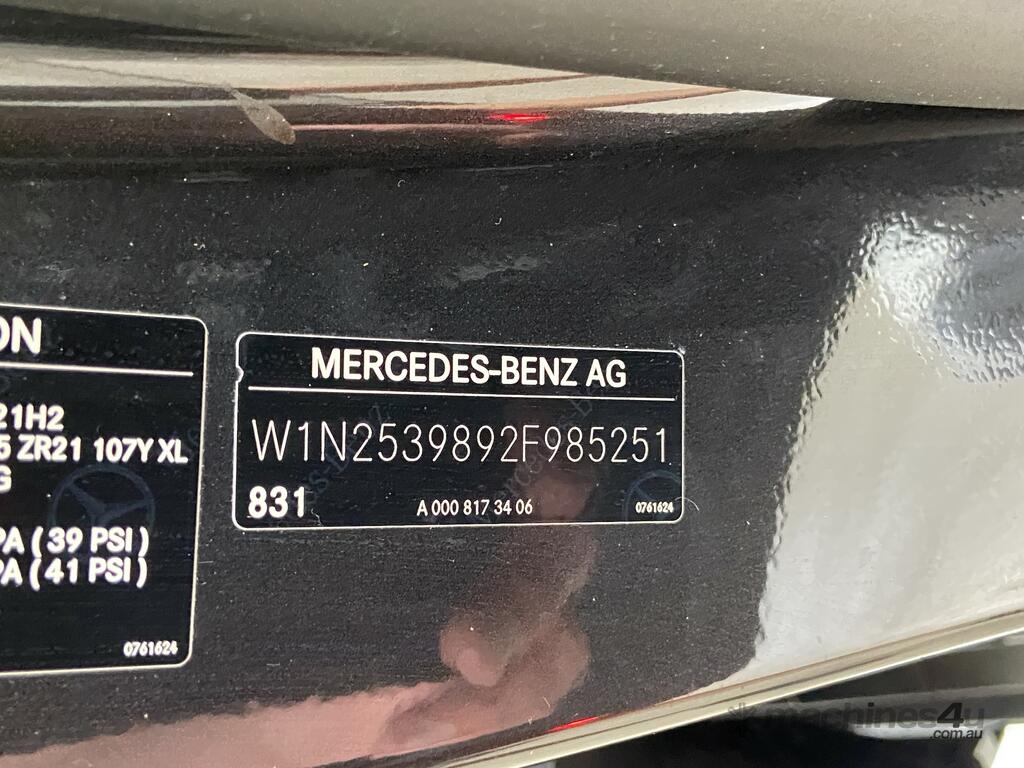 ON
21H2
5 ZR21 107Y XL
G
PA ( 39 PSI )
PA ( 41 PSI )
0761624
MERCEDES-BENZ AG
W1N2539892F985251
831
A 000 817 34 06
0761624
machines4u
.com.au